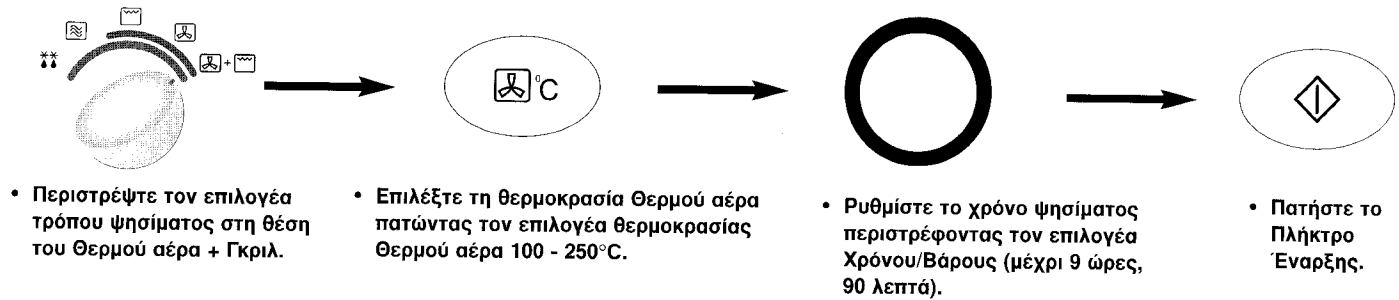 +
°C
• Περιστρέψτε τον επιλογέα
τρόπου ψησίματος στη θέση
του Θερμού αέρα + Γκριλ.
• Επιλέξτε τη θερμοκρασία Θερμού αέρα
πατώντας τον επιλογέα θερμοκρασίας
Θερμού αέρα 100 - 250°C.
• Ρυθμίστε το χρόνο ψησίματος
περιστρέφοντας τον επιλογέα
Χρόνου/Βάρους (μέχρι 9 ώρες,
90 λεπτά).
• Πατήστε το
Πλήκτρο
Έναρξης.